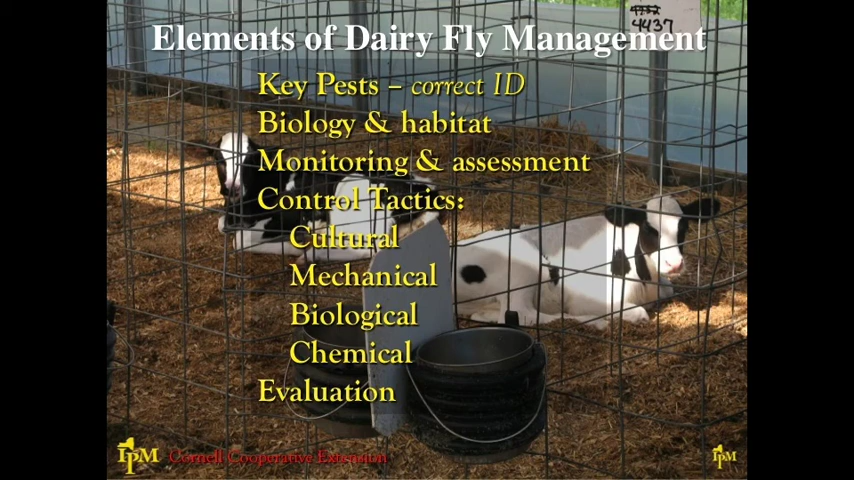 4437
Elements of Dairy Fly Management
Key Pests – correct ID
Biology & habitat
Monitoring & assessment
Control Tactics:
Cultural
Mechanical
Biological
Chemical
Evaluation
IPM Cornell Cooperative Extension
IPM